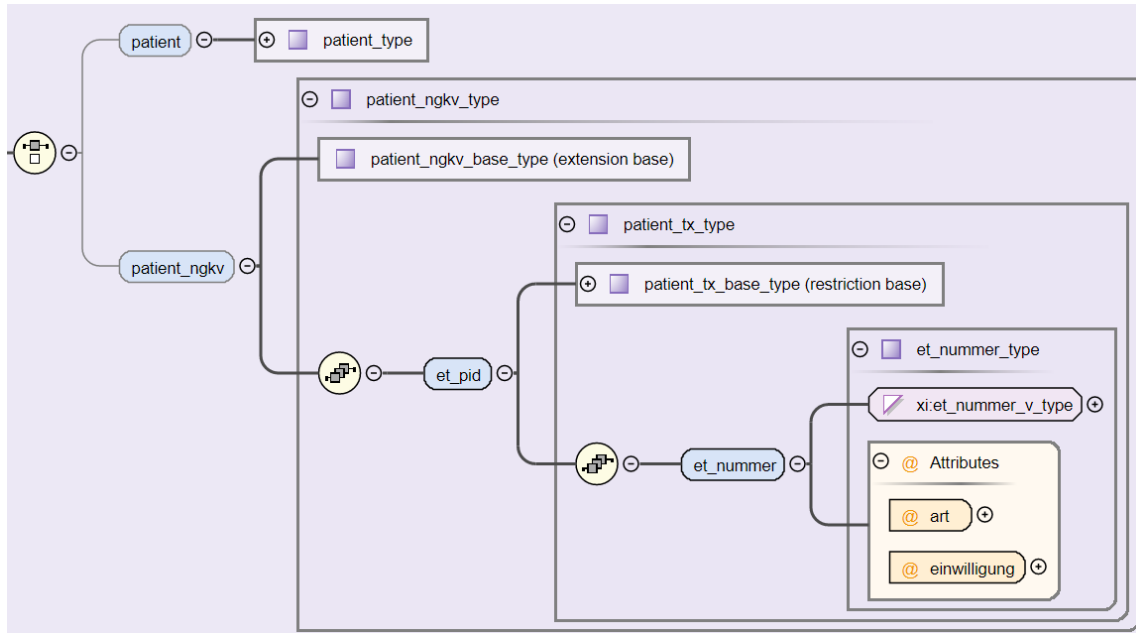 patient
patient_type
patient_ngkv_type
patient_ngkv_base_type (extension base)
patient_tx_type
patient_ngkv
patient_tx_base_type (restriction base)
et_nummer_type
et_pid
xi:et_nummer_v_type
et_nummer
@ Attributes
@ art
@ einwilligung